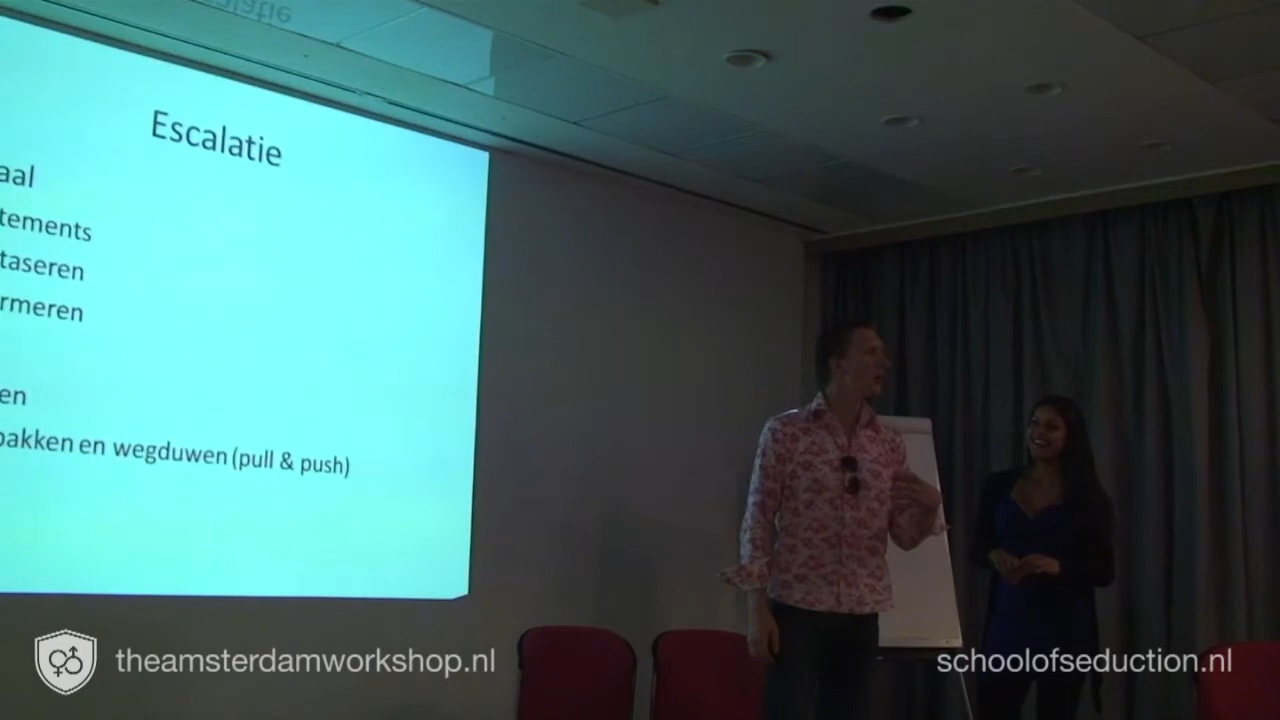 Escalatie
aal
tements
taseren
rmeren
en
pakken en wegduwen (pull & push)
theamsterdamworkshop.nl
schoolofseduction.nl